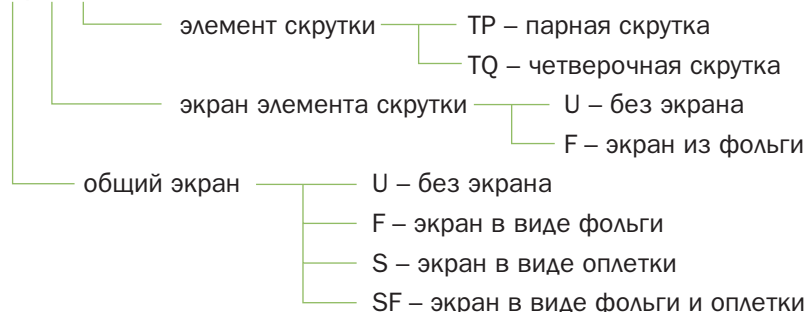 элемент скрутки TP – парная скрутка
TQ – четверочная скрутка
экран элемента скрутки U – без экрана
F – экран из фольги
общий экран U – без экрана
F – экран в виде фольги
S – экран в виде оплетки
SF – экран в виде фольги и оплетки